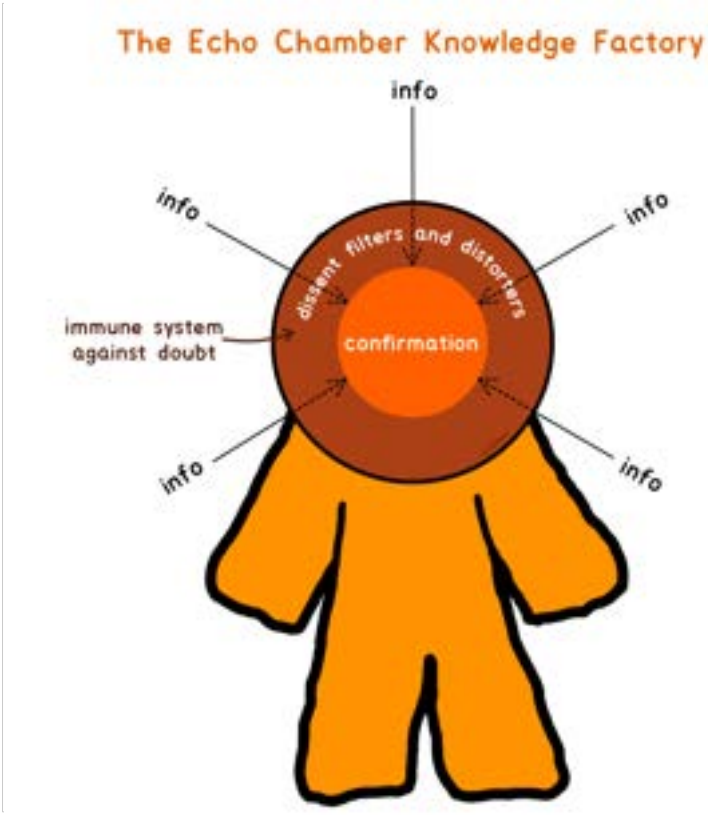 The Echo Chamber Knowledge Factory
info
info
info
dissent filters and distorters
immune system
against doubt
confirmation
info
info